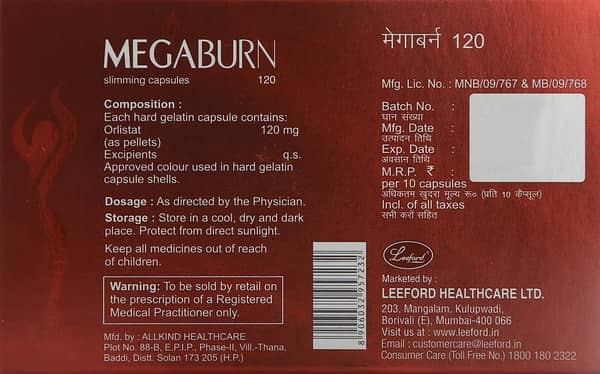 MEGABURN
slimming capsules 120
Composition :
Each hard gelatin capsule contains:
Orlistat 120 mg
(as pellets)
Excipients q.s.
Approved colour used in hard gelatin
capsule shells.
Dosage : As directed by the Physician.
Storage : Store in a cool, dry and dark
place. Protect from direct sunlight.
Keep all medicines out of reach
of children.
Warning: To be sold by retail on
the prescription of a Registered
Medical Practitioner only.
Mfd. by : ALLKIND HEALTHCARE
Plot No. 88-B, E.P.I.P., Phase-II, Vill.-Thana,
Baddi, Distt. Solan 173 205 (H.P.)
8906032957232
मेगाबर्न 120
Mfg. Lic. No. : MNB/09/767 & MB/09/768
Batch No. :
घान संख्या
Mfg. Date :
उत्पादन तिथि
Exp. Date :
अवसान तिथि
M.R.P. ₹ :
per 10 capsules
अधिकतम खुदरा मूल्य रू० (प्रति 10 कैप्सूल)
Incl. of all taxes
सभी करों सहित
Leeford
Marketed by :
LEEFORD HEALTHCARE LTD.
203, Mangalam, Kulupwadi,
Borivali (E), Mumbai-400 066
Visit us at : www.leeford.in
Email : customercare@leeford.in
Consumer Care (Toll Free No.) 1800 180 2322